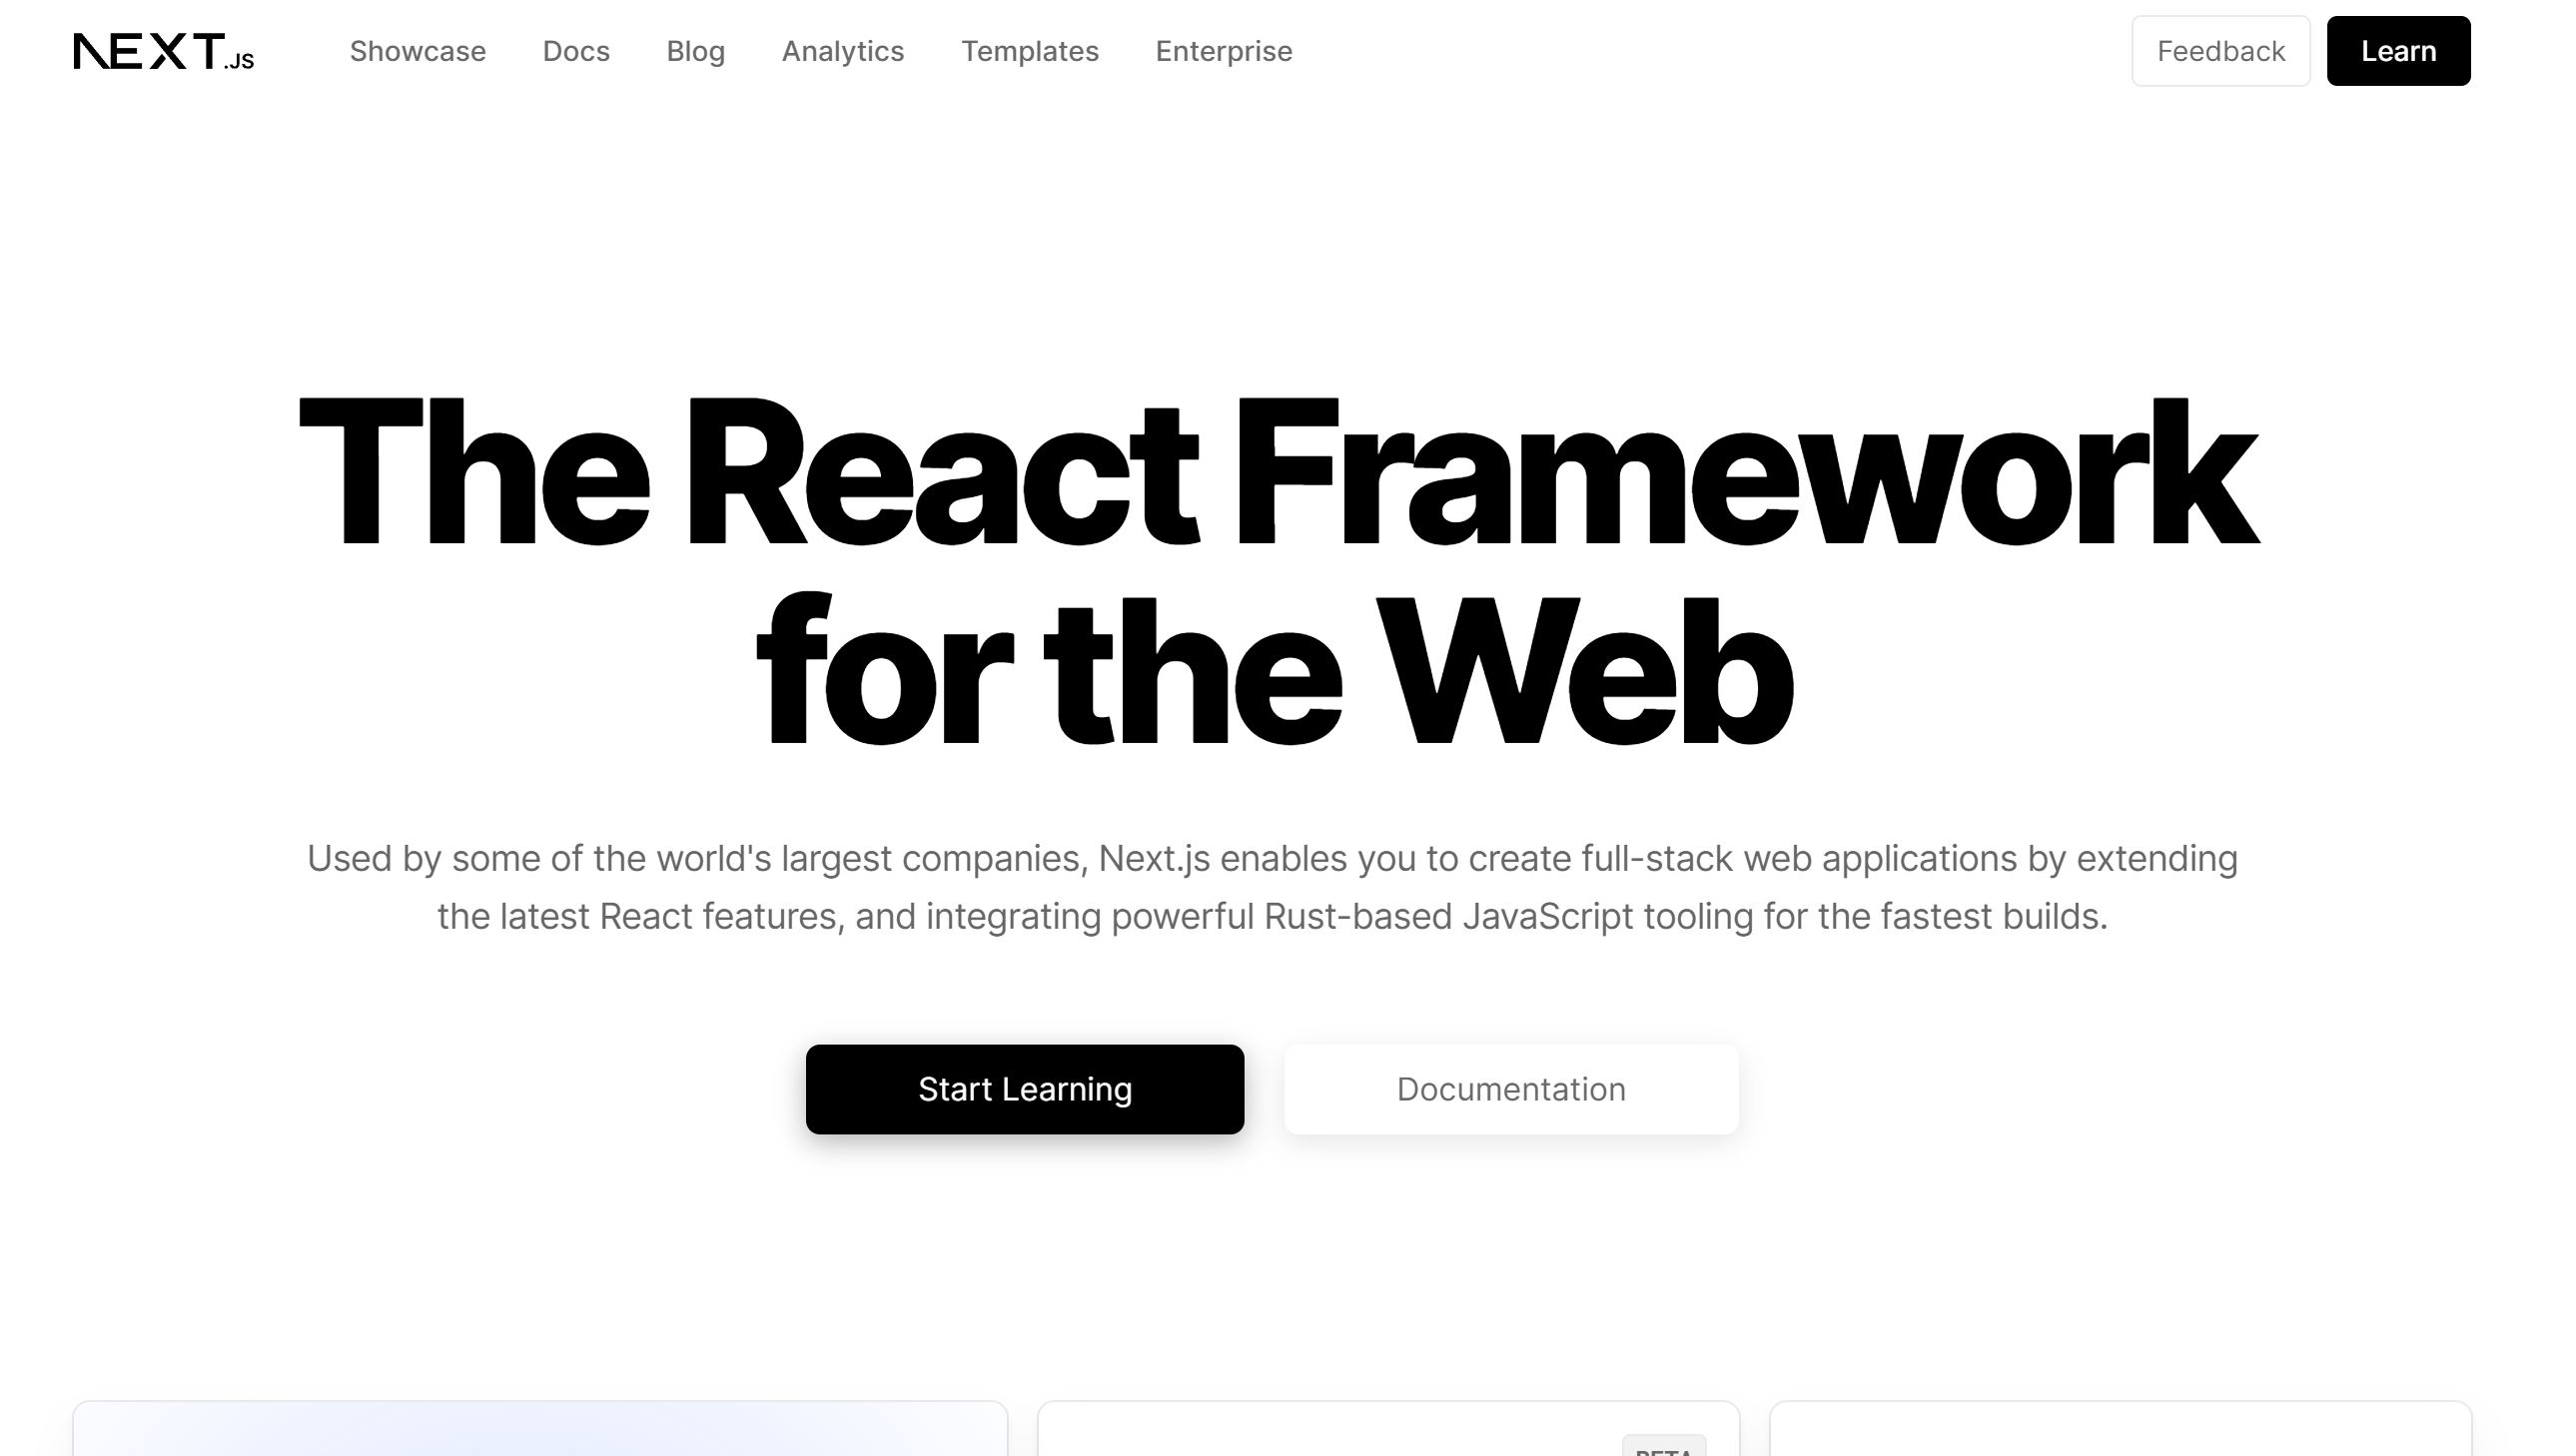 NEXT.JS
Showcase
Docs
Blog
Analytics
Templates
Enterprise
Feedback
Learn
The React Framework
for the Web
Used by some of the world's largest companies, Next.js enables you to create full-stack web applications by extending
the latest React features, and integrating powerful Rust-based JavaScript tooling for the fastest builds.
Start Learning
Documentation
BETA